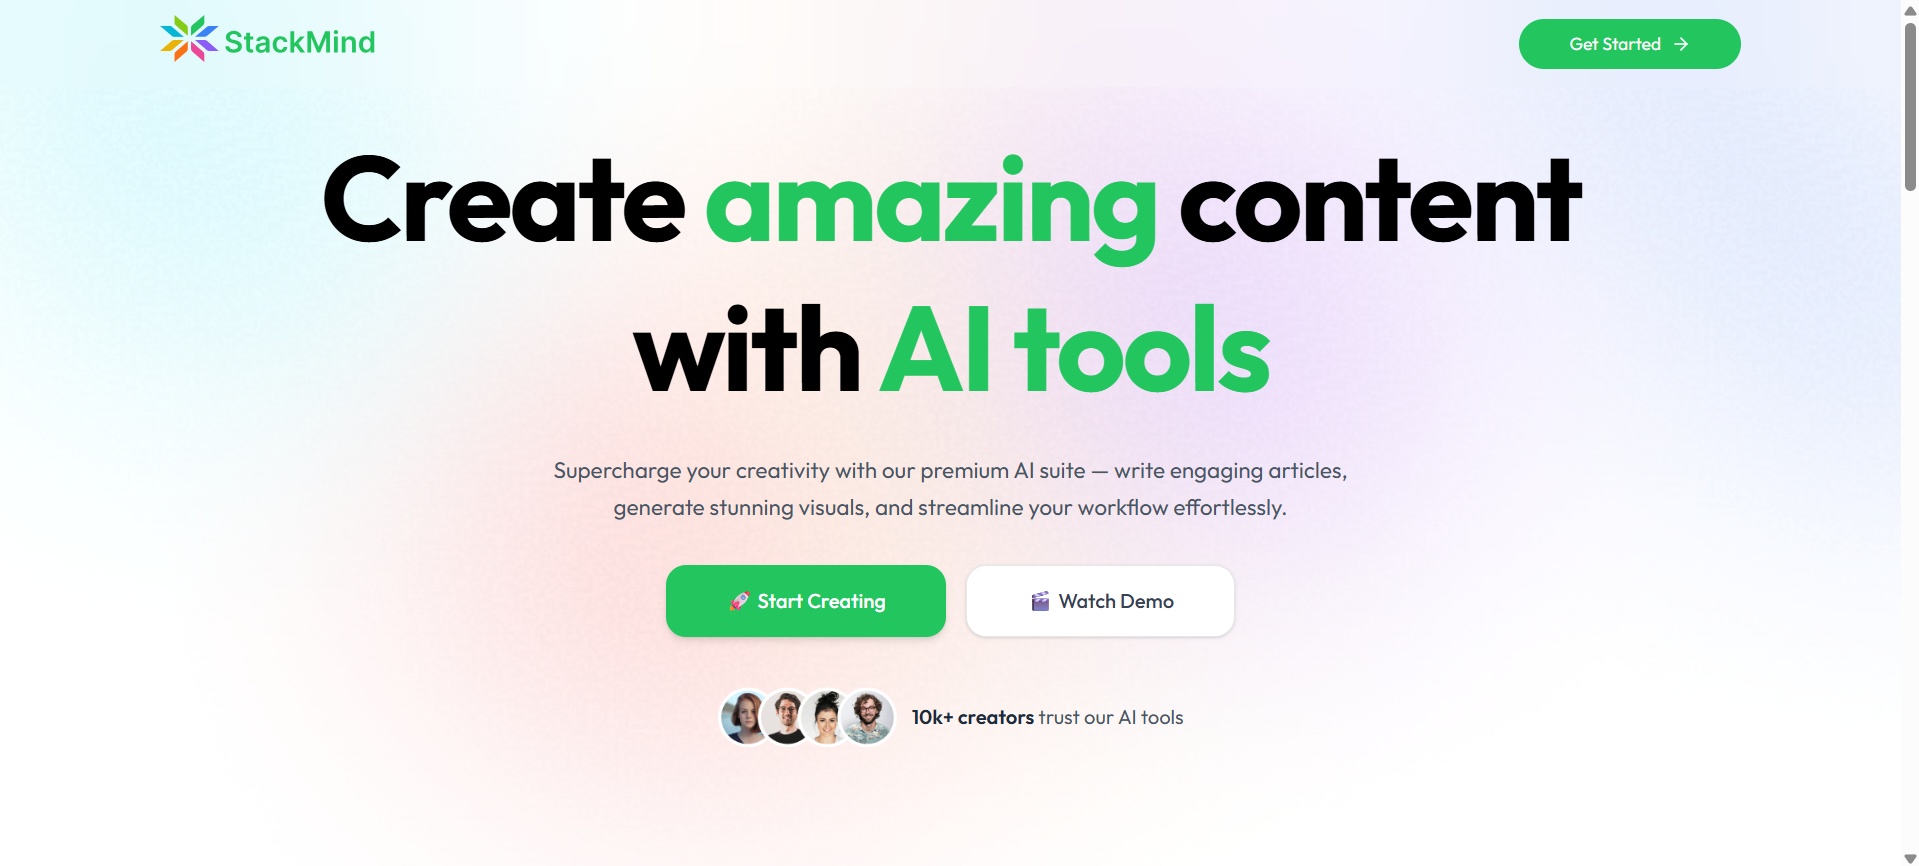 StackMind
Get Started →
Create amazing content
with AI tools
Supercharge your creativity with our premium AI suite — write engaging articles,
generate stunning visuals, and streamline your workflow effortlessly.
🚀 Start Creating
🎬 Watch Demo
10k+ creators trust our AI tools